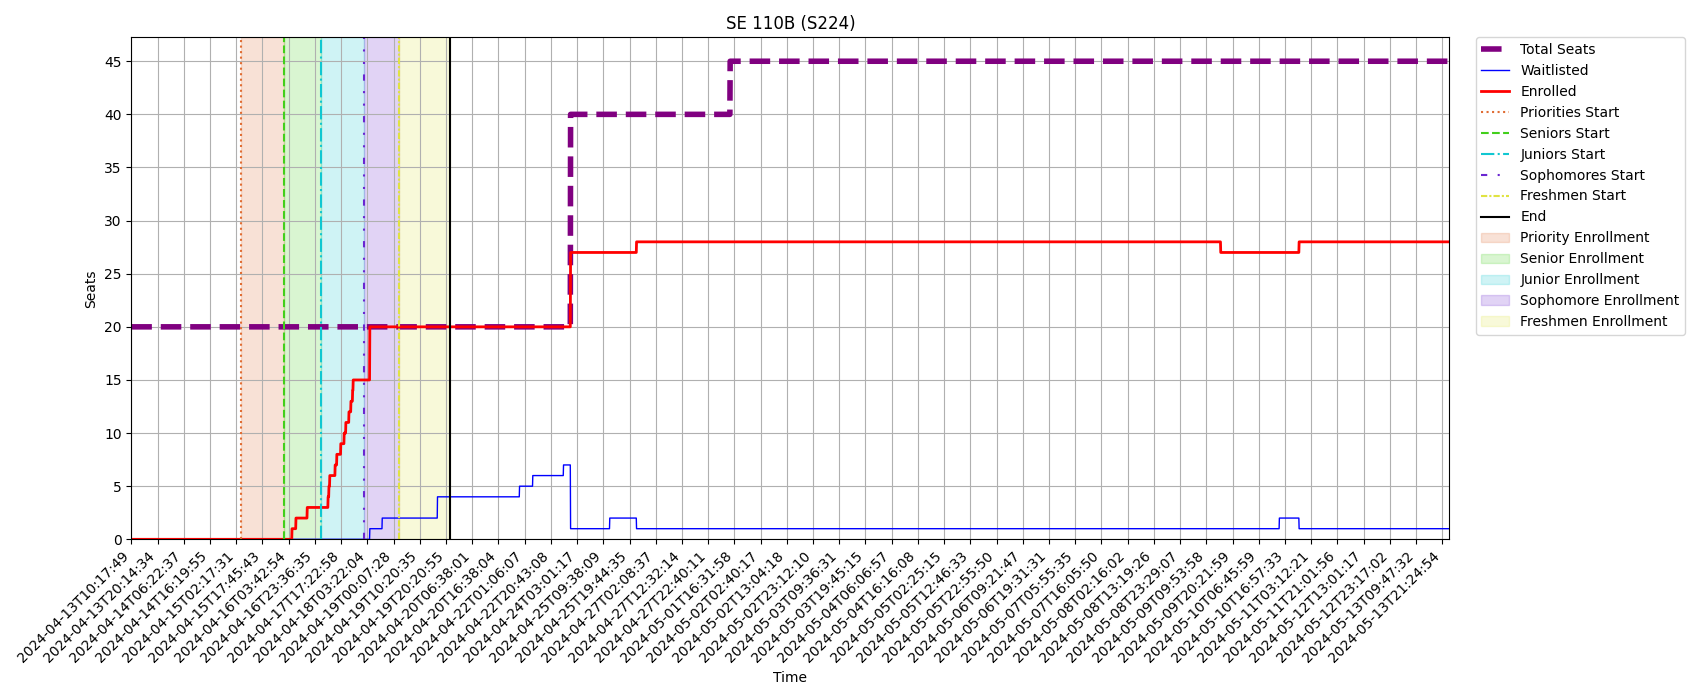 SE 110B (S224)
Seats
45
40
35
30
25
20
15
10
5
0
2024-04-13T10:17:49
2024-04-13T20:14:34
2024-04-14T06:22:37
2024-04-14T16:19:55
2024-04-15T02:17:31
2024-04-15T17:45:43
2024-04-16T03:42:54
2024-04-16T23:36:35
2024-04-17T17:22:58
2024-04-18T03:22:04
2024-04-19T00:07:28
2024-04-19T10:20:35
2024-04-19T20:20:55
2024-04-20T06:38:01
2024-04-20T16:38:04
2024-04-22T01:06:07
2024-04-22T20:43:08
2024-04-24T03:01:17
2024-04-25T09:38:09
2024-04-25T19:44:35
2024-04-27T02:08:37
2024-04-27T12:32:14
2024-04-27T22:40:11
2024-05-01T16:31:58
2024-05-02T02:40:17
2024-05-02T13:04:18
2024-05-02T23:12:10
2024-05-03T09:36:31
2024-05-03T19:45:15
2024-05-04T06:06:57
2024-05-04T16:16:08
2024-05-05T02:25:15
2024-05-05T12:46:33
2024-05-05T22:55:50
2024-05-06T09:21:47
2024-05-06T19:31:31
2024-05-07T05:55:35
2024-05-07T16:05:50
2024-05-08T02:16:02
2024-05-08T13:19:26
2024-05-08T23:29:07
2024-05-09T09:53:58
2024-05-09T20:21:59
2024-05-10T06:45:59
2024-05-10T16:57:33
2024-05-11T03:12:21
2024-05-11T21:01:56
2024-05-12T13:01:17
2024-05-12T23:17:02
2024-05-13T09:47:32
2024-05-13T21:24:54
Time
Total Seats
Waitlisted
Enrolled
Priorities Start
Seniors Start
Juniors Start
Sophomores Start
Freshmen Start
End
Priority Enrollment
Senior Enrollment
Junior Enrollment
Sophomore Enrollment
Freshmen Enrollment